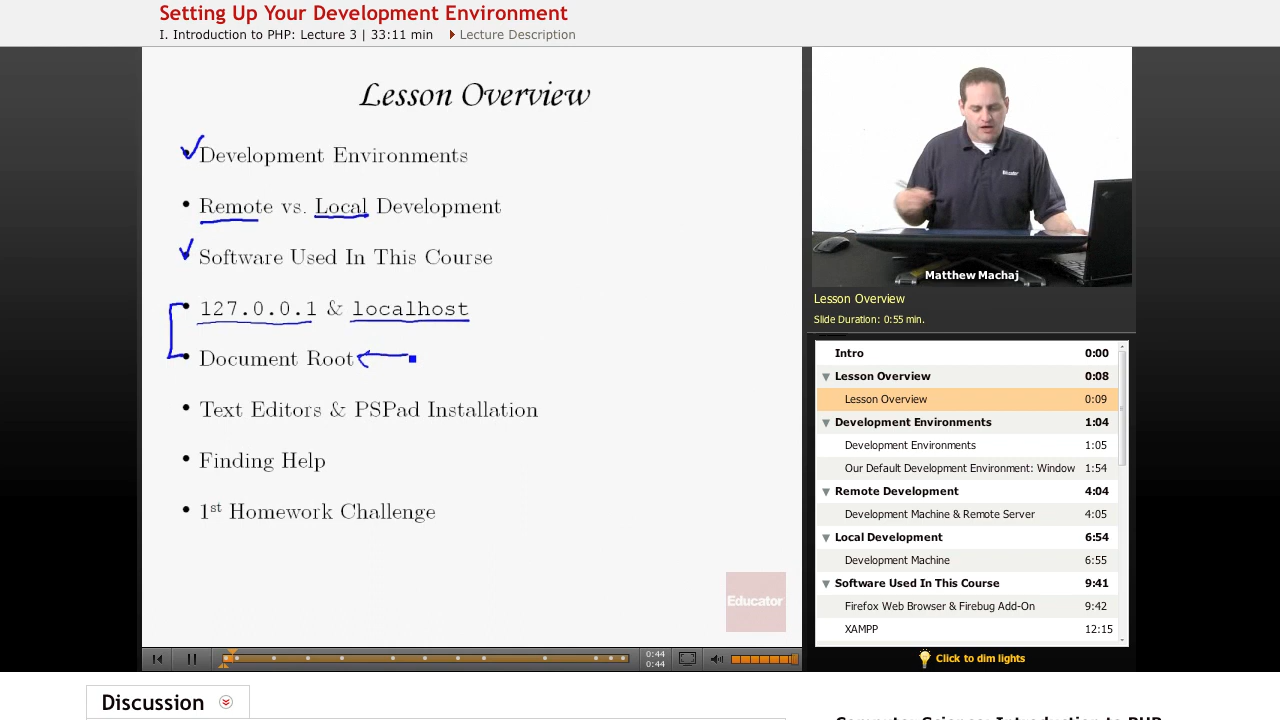 Setting Up Your Development Environment
I. Introduction to PHP: Lecture 3 | 33:11 min
Lecture Description
Lesson Overview
Development Environments
Remote vs. Local Development
Software Used In This Course
127.0.0.1 & localhost
Document Root
Text Editors & PSPad Installation
Finding Help
1st Homework Challenge
Educator
0:44
0:44
Educator
Matthew Machaj
Lesson Overview
Slide Duration: 0:55 min.
Intro 0:00
Lesson Overview 0:08
Lesson Overview 0:09
Development Environments 1:04
Development Environments 1:05
Our Default Development Environment: Window 1:54
Remote Development 4:04
Development Machine & Remote Server 4:05
Local Development 6:54
Development Machine 6:55
Software Used In This Course 9:41
Firefox Web Browser & Firebug Add-On 9:42
XAMPP 12:15
Click to dim lights
Discussion
Computer Science: Introduction to PHP